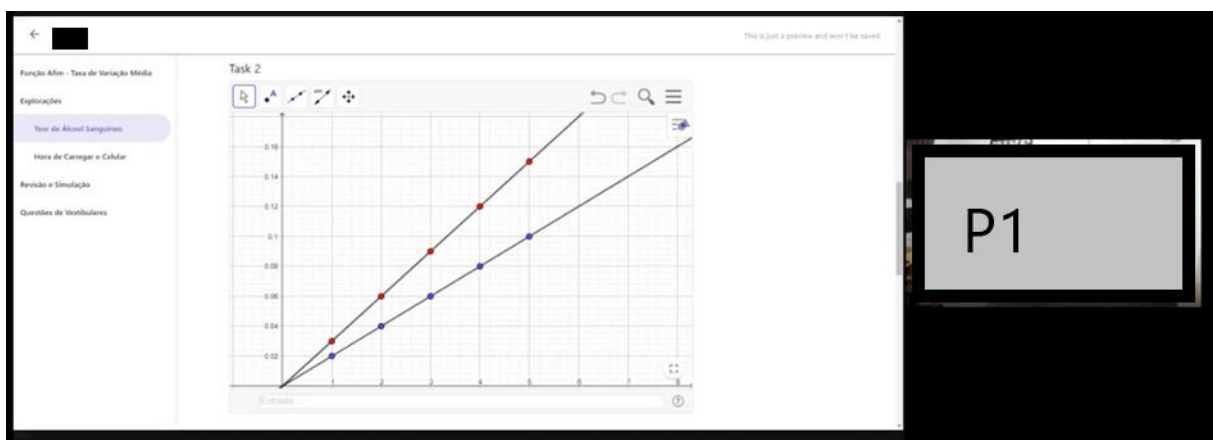 This is just a preview and won't be saved.
Função Afim - Taxa de Variação Média
Explorações
Teor de Álcool Sanguíneo
Hora de Carregar o Celular
Revisão e Simulação
Questões de Vestibulares
Task 2
A
0.16
0.14
0.12
0.1
0.08
0.06
0.04
0.02
1 2 3 4 5 6 7 8
Entrada...
P1